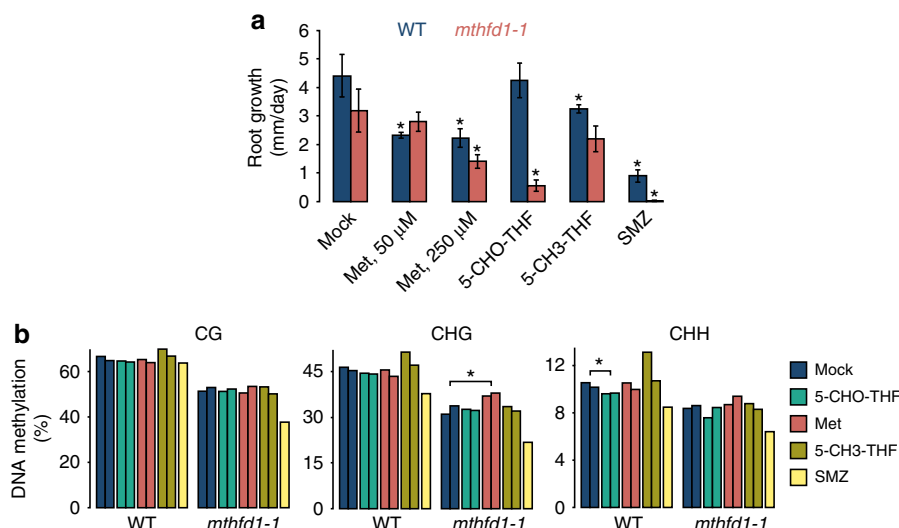 a
WT mthfd1-1
Root growth
(mm/day)
6
5
4
3
2
1
0
Mock
Met, 50 μM
Met, 250 μM
5-CHO-THF
5-CH3-THF
SMZ
* * * * * * *
b
CG
CHG
CHH
DNA methylation
(%)
60
40
20
0
WT mthfd1-1
45
30
15
0
*
WT mthfd1-1
12
8
4
0
*
WT mthfd1-1
Mock
5-CHO-THF
Met
5-CH3-THF
SMZ